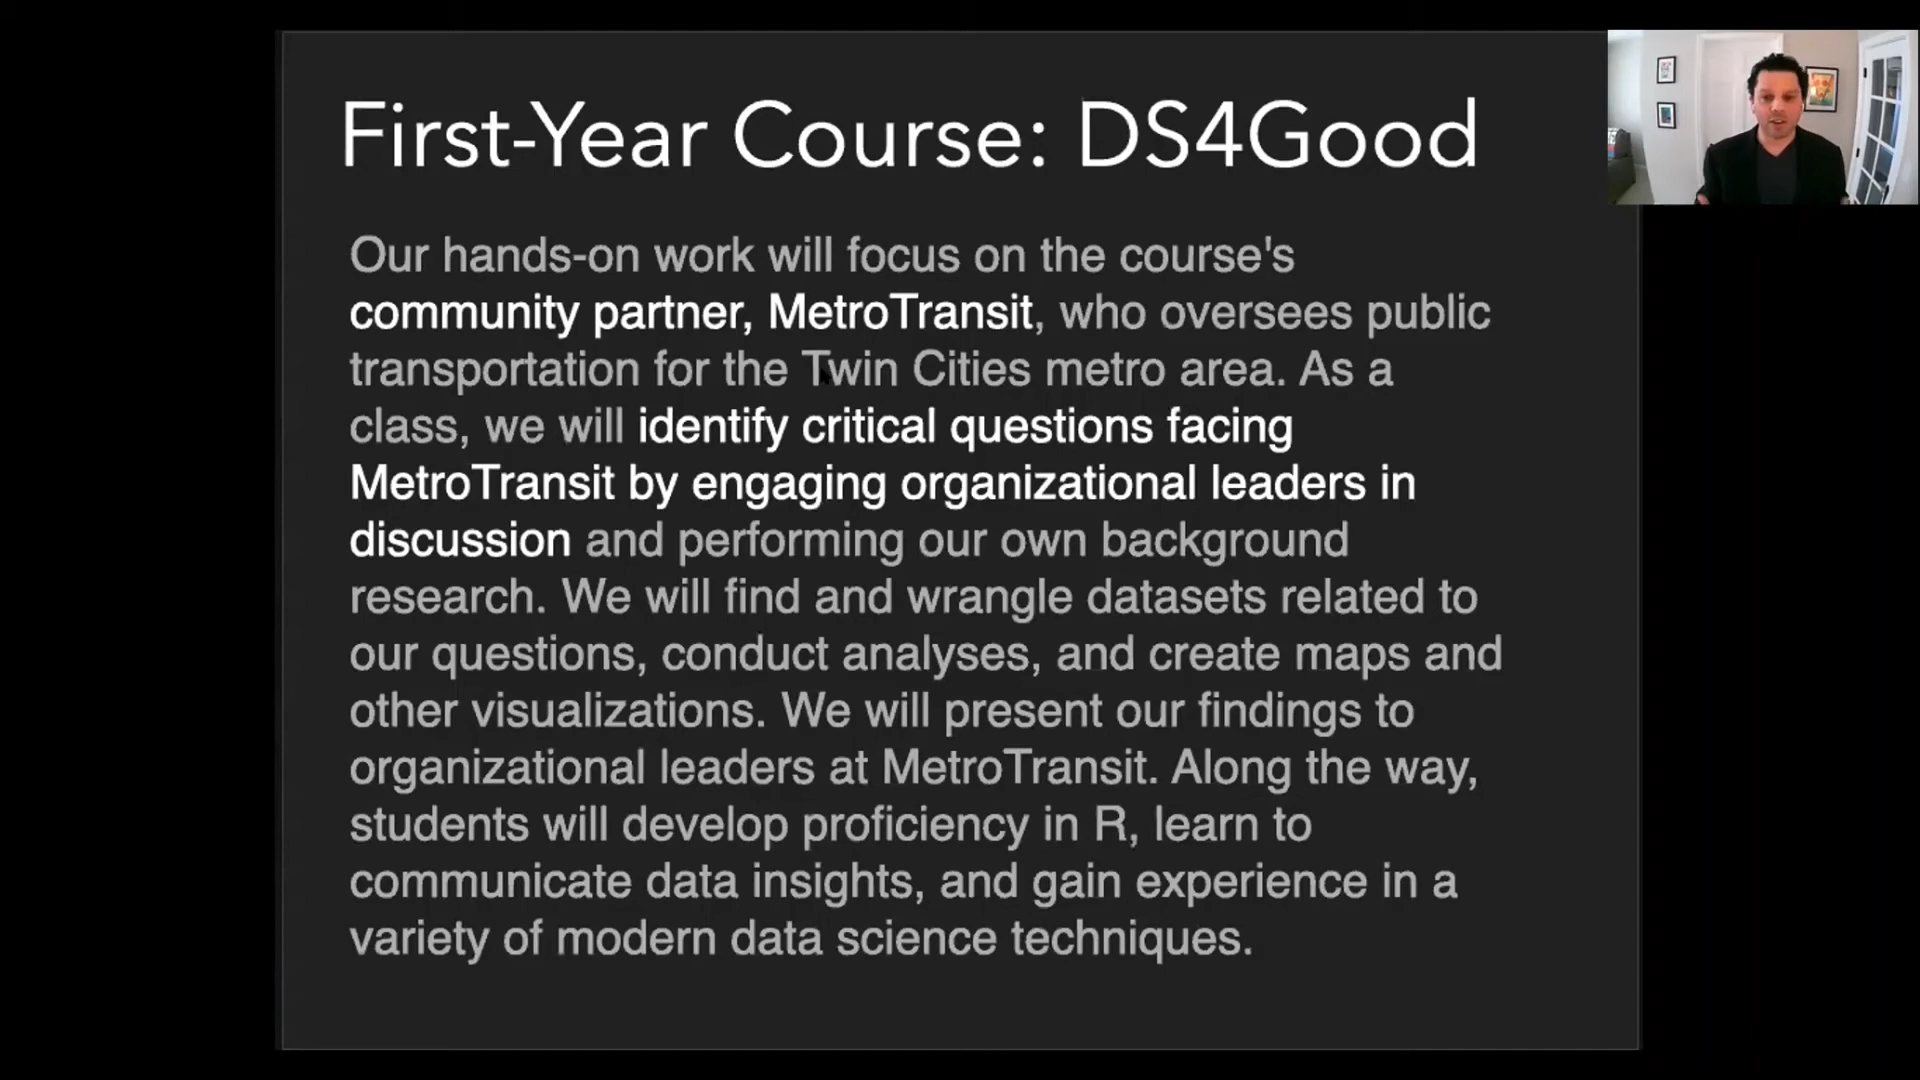 First-Year Course: DS4Good
Our hands-on work will focus on the course's
community partner, MetroTransit, who oversees public
transportation for the Twin Cities metro area. As a
class, we will identify critical questions facing
MetroTransit by engaging organizational leaders in
discussion and performing our own background
research. We will find and wrangle datasets related to
our questions, conduct analyses, and create maps and
other visualizations. We will present our findings to
organizational leaders at MetroTransit. Along the way,
students will develop proficiency in R, learn to
communicate data insights, and gain experience in a
variety of modern data science techniques.